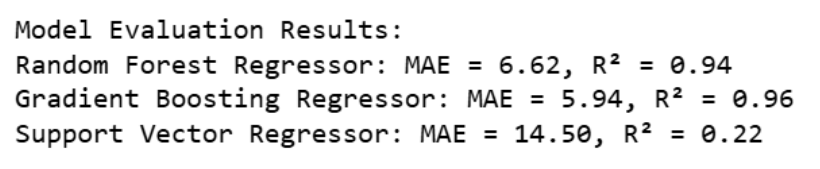 Model Evaluation Results:
Random Forest Regressor: MAE = 6.62, R² = 0.94
Gradient Boosting Regressor: MAE = 5.94, R² = 0.96
Support Vector Regressor: MAE = 14.50, R² = 0.22